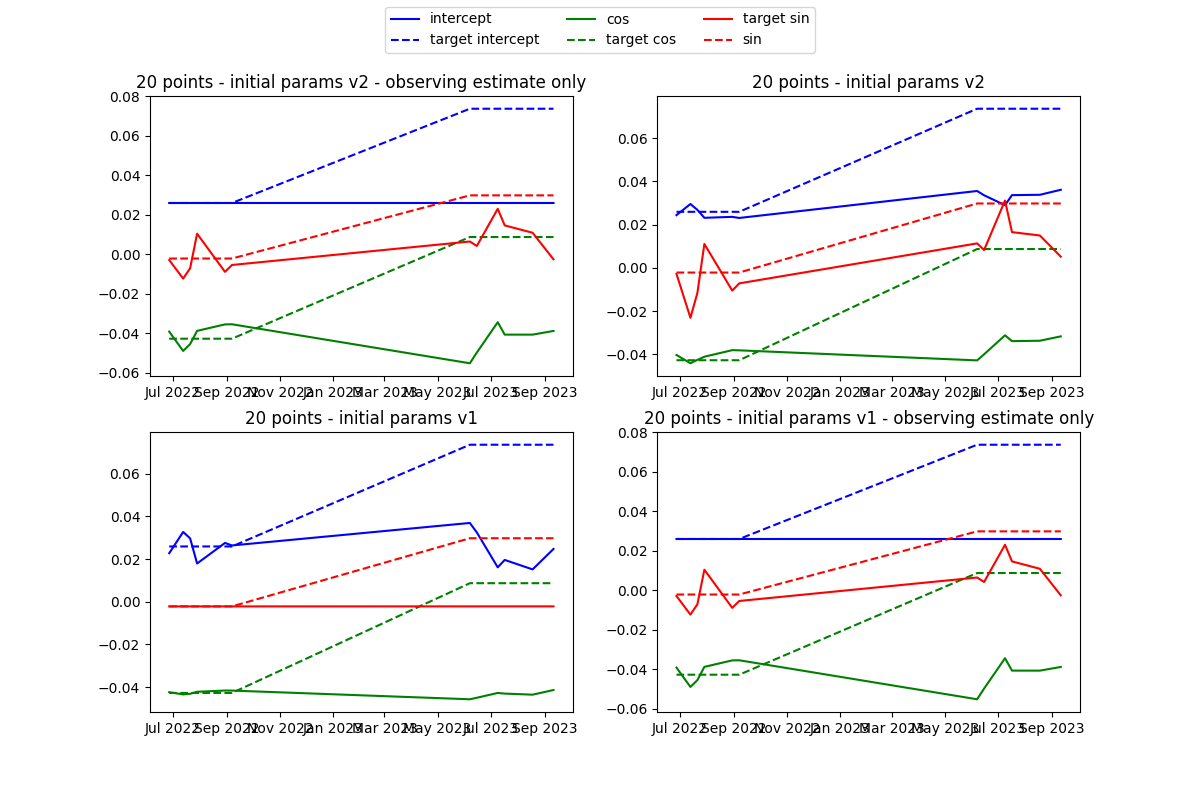 intercept cos target sin
target intercept target cos sin
20 points - initial params v2 - observing estimate only
0.08
0.06
0.04
0.02
0.00
−0.02
−0.04
−0.06
Jul 2022 Sep 2022 Nov 2022 Jan 2023 Mar 2023 May 2023 Jul 2023 Sep 2023
20 points - initial params v2
0.06
0.04
0.02
0.00
−0.02
−0.04
Jul 2022 Sep 2022 Nov 2022 Jan 2023 Mar 2023 May 2023 Jul 2023 Sep 2023
20 points - initial params v1
0.06
0.04
0.02
0.00
−0.02
−0.04
Jul 2022 Sep 2022 Nov 2022 Jan 2023 Mar 2023 May 2023 Jul 2023 Sep 2023
20 points - initial params v1 - observing estimate only
0.08
0.06
0.04
0.02
0.00
−0.02
−0.04
−0.06
Jul 2022 Sep 2022 Nov 2022 Jan 2023 Mar 2023 May 2023 Jul 2023 Sep 2023